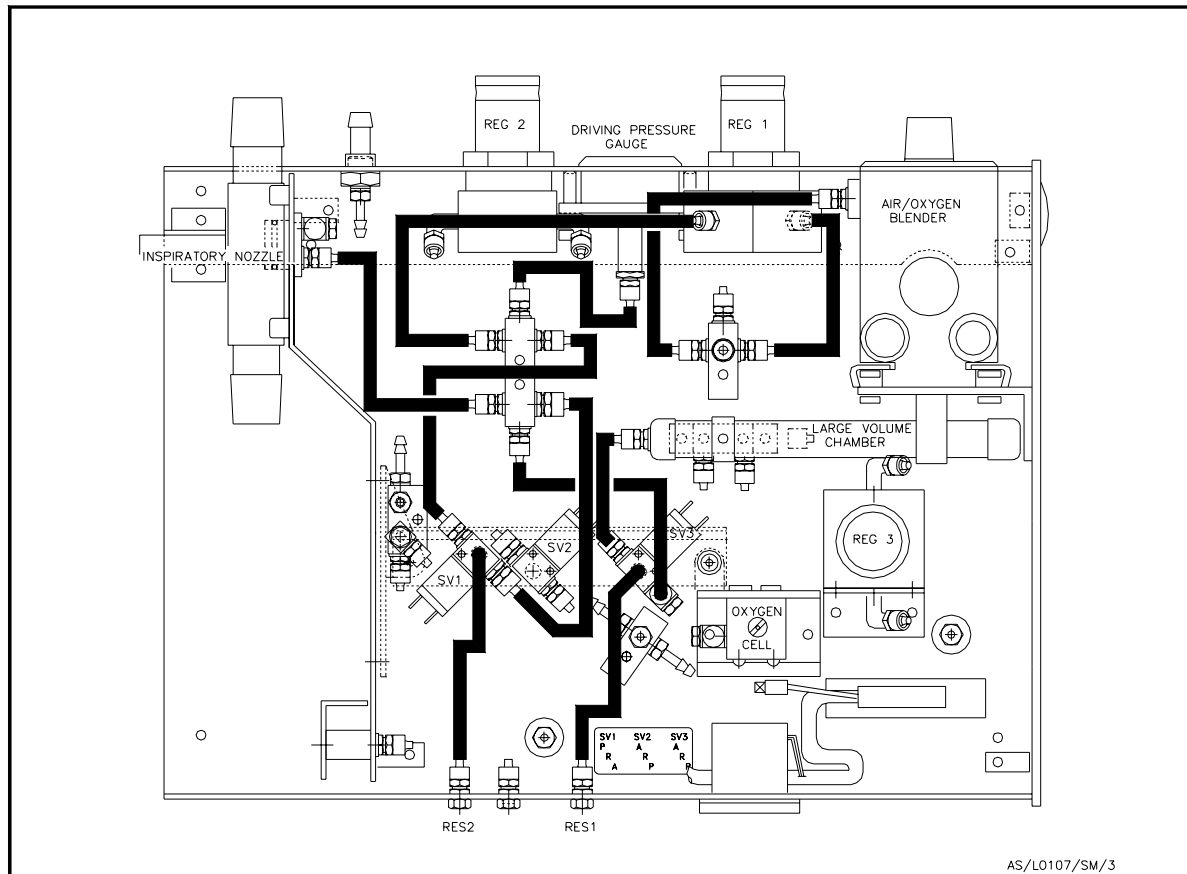 REG 2
DRIVING PRESSURE
GAUGE
REG 1
AIR/OXYGEN
BLENDER
INSPIRATORY NOZZLE
LARGE VOLUME
CHAMBER
SV1
SV2
SV3
REG 3
OXYGEN
CELL
SV1 SV2 SV3
P A A
R R R
A P P
RES2
RES1
AS/L0107/SM/3